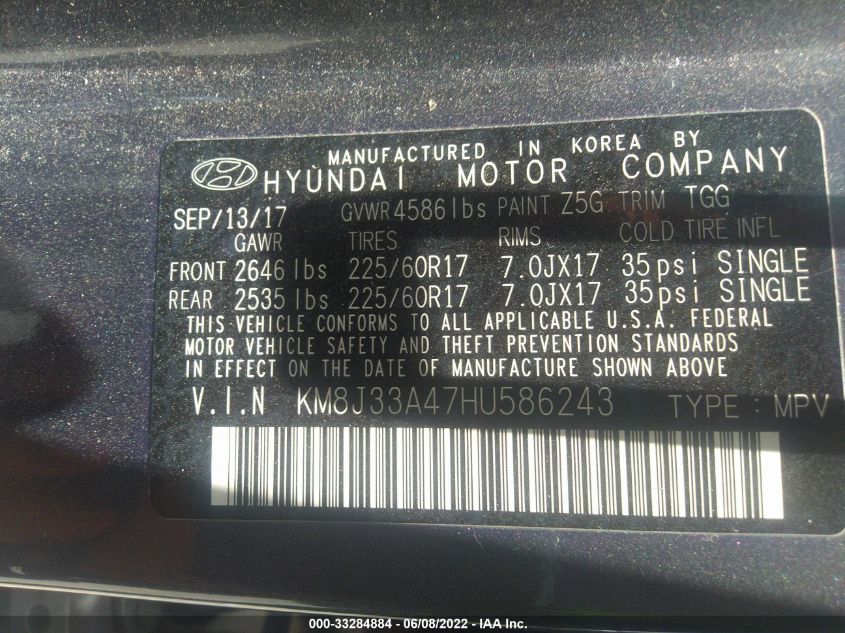 MANUFACTURED IN KOREA BY
HYUNDAI MOTOR COMPANY
SEP/13/17 GVWR 4586 lbs PAINT Z5G TRIM TGG
GAWR TIRES RIMS COLD TIRE INFL
FRONT 2646 lbs 225/60R17 7.0JX17 35psi SINGLE
REAR 2535 lbs 225/60R17 7.0JX17 35psi SINGLE
THIS VEHICLE CONFORMS TO ALL APPLICABLE U.S.A. FEDERAL
MOTOR VEHICLE SAFETY AND THEFT PREVENTION STANDARDS
IN EFFECT ON THE DATE OF MANUFACTURE SHOWN ABOVE
V.I.N KM8J33A47HU586243 TYPE : MPV
000-33284884 - 06/08/2022 - IAA Inc.